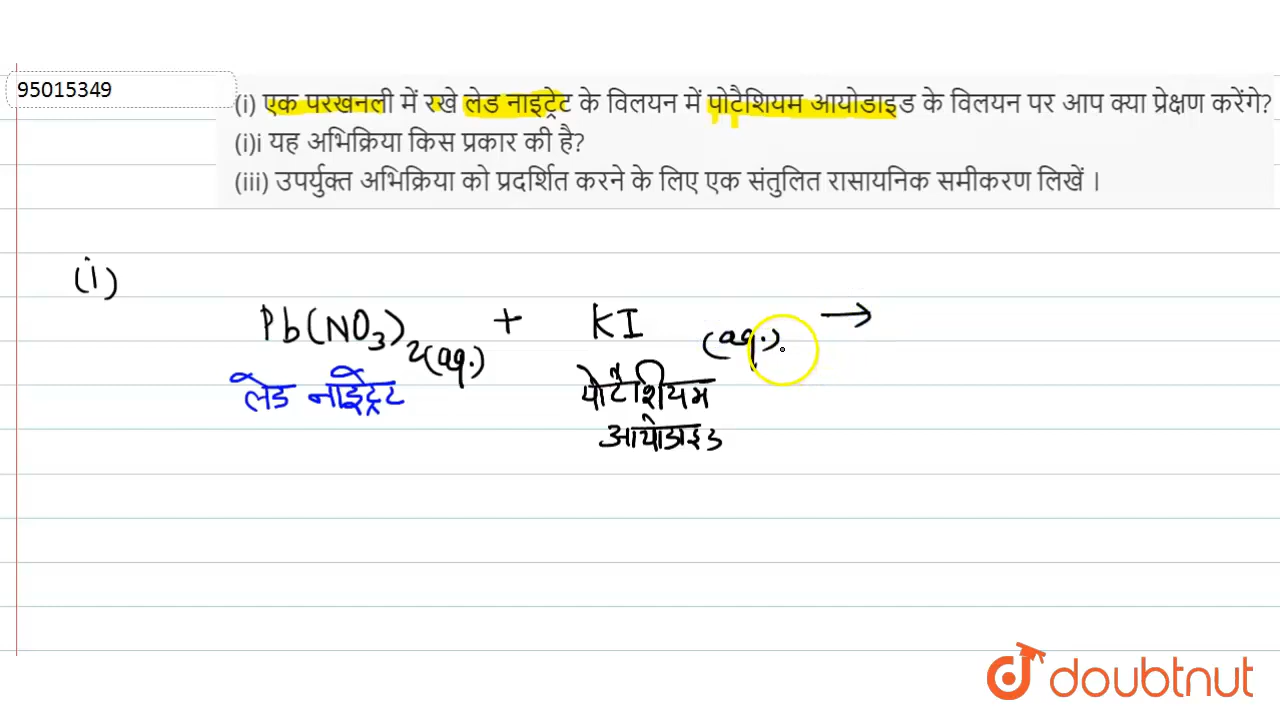 95015349
(i) एक परखनली में रखे लेड नाइट्रेट के विलयन में पोटैशियम आयोडाइड के विलयन पर आप क्या प्रेक्षण करेंगे?
(i)i यह अभिक्रिया किस प्रकार की है?
(iii) उपर्युक्त अभिक्रिया को प्रदर्शित करने के लिए एक संतुलित रासायनिक समीकरण लिखें ।
(i)
Pb(NO3)2(aq.) + KI (aq.) →
लेड नाईट्रट पोटैशियम
आयोडाइड
doubtnut